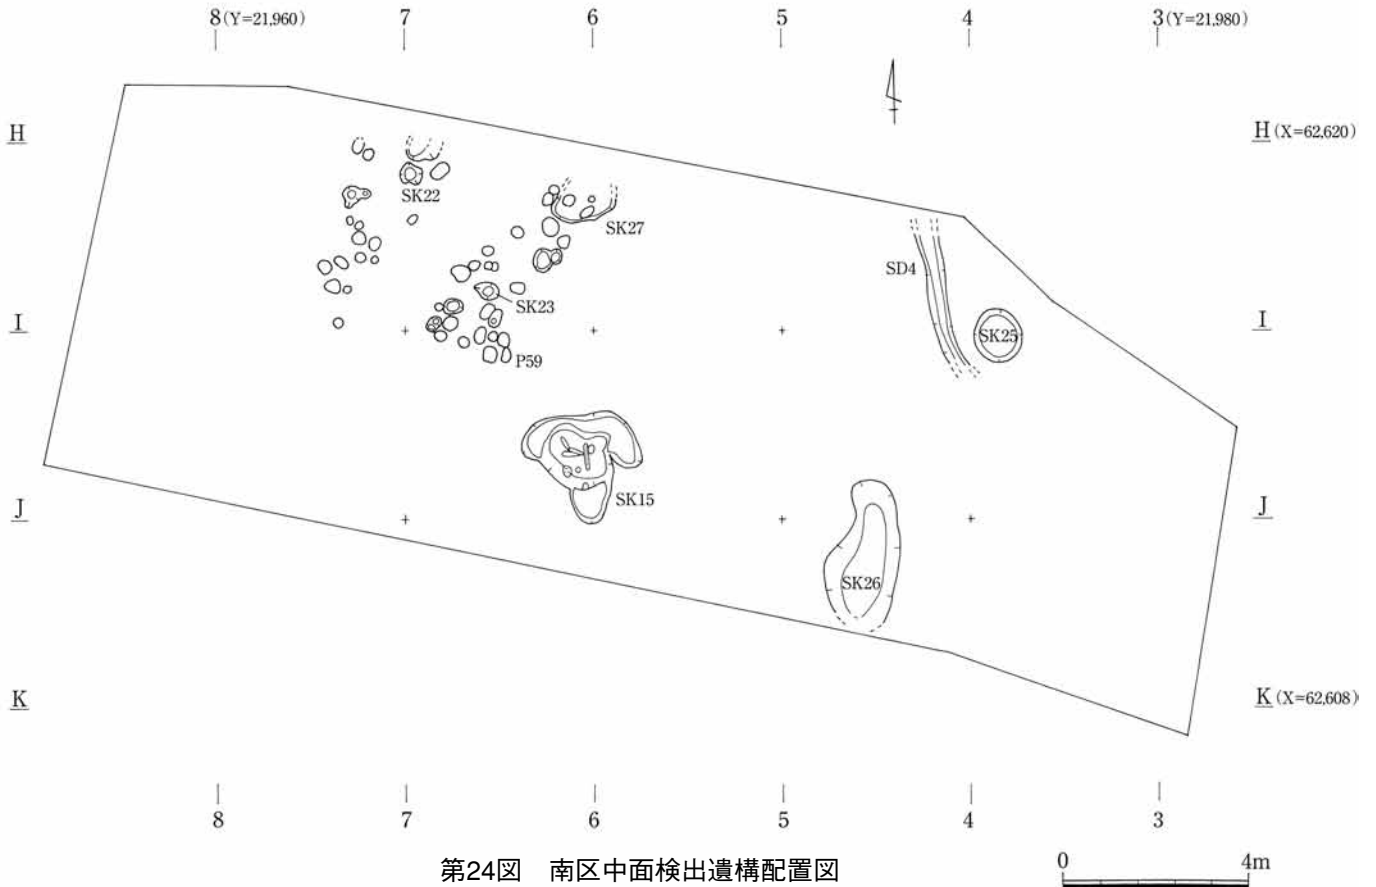 8(Y=21,960) 7 6 5 4 3(Y=21,980)
H H(X=62,620)
SK22
SK27
SD4
SK23
I SK25 I
P59
SK15
J J
SK26
K K(X=62,608)
8 7 6 5 4 3
第24図 南区中面検出遺構配置図
0 4m